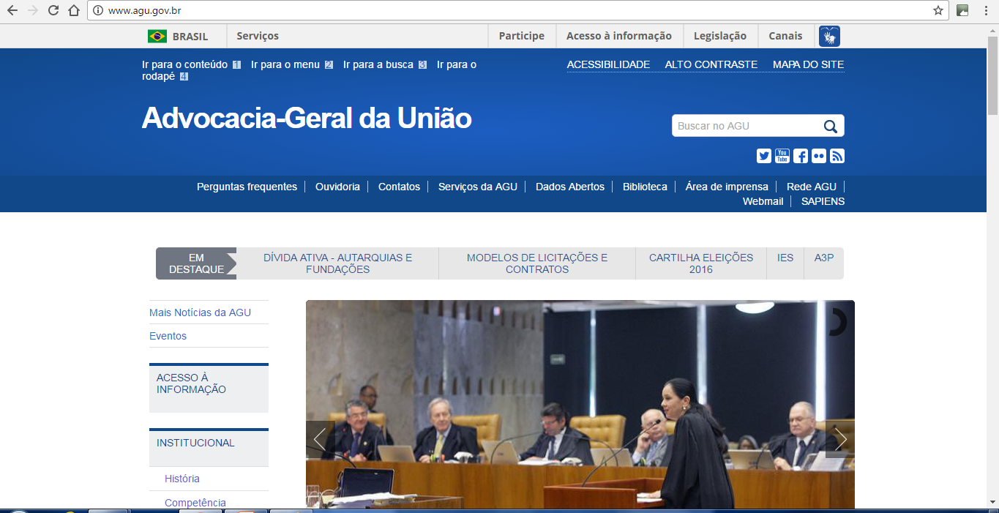 www.agu.gov.br
BRASIL Serviços Participe Acesso à informação Legislação Canais
Ir para o conteúdo 1 Ir para o menu 2 Ir para a busca 3 Ir para o
rodapé 4
ACESSIBILIDADE ALTO CONTRASTE MAPA DO SITE
Advocacia-Geral da União
Buscar no AGU
You Tube
Perguntas frequentes Ouvidoria Contatos Serviços da AGU Dados Abertos Biblioteca Área de imprensa Rede AGU
Webmail SAPIENS
EM
DESTAQUE
DÍVIDA ATIVA - AUTARQUIAS E
FUNDAÇÕES
MODELOS DE LICITAÇÕES E
CONTRATOS
CARTILHA ELEIÇÕES
2016
IES
A3P
Mais Notícias da AGU
Eventos
ACESSO À
INFORMAÇÃO
INSTITUCIONAL
História
Competência